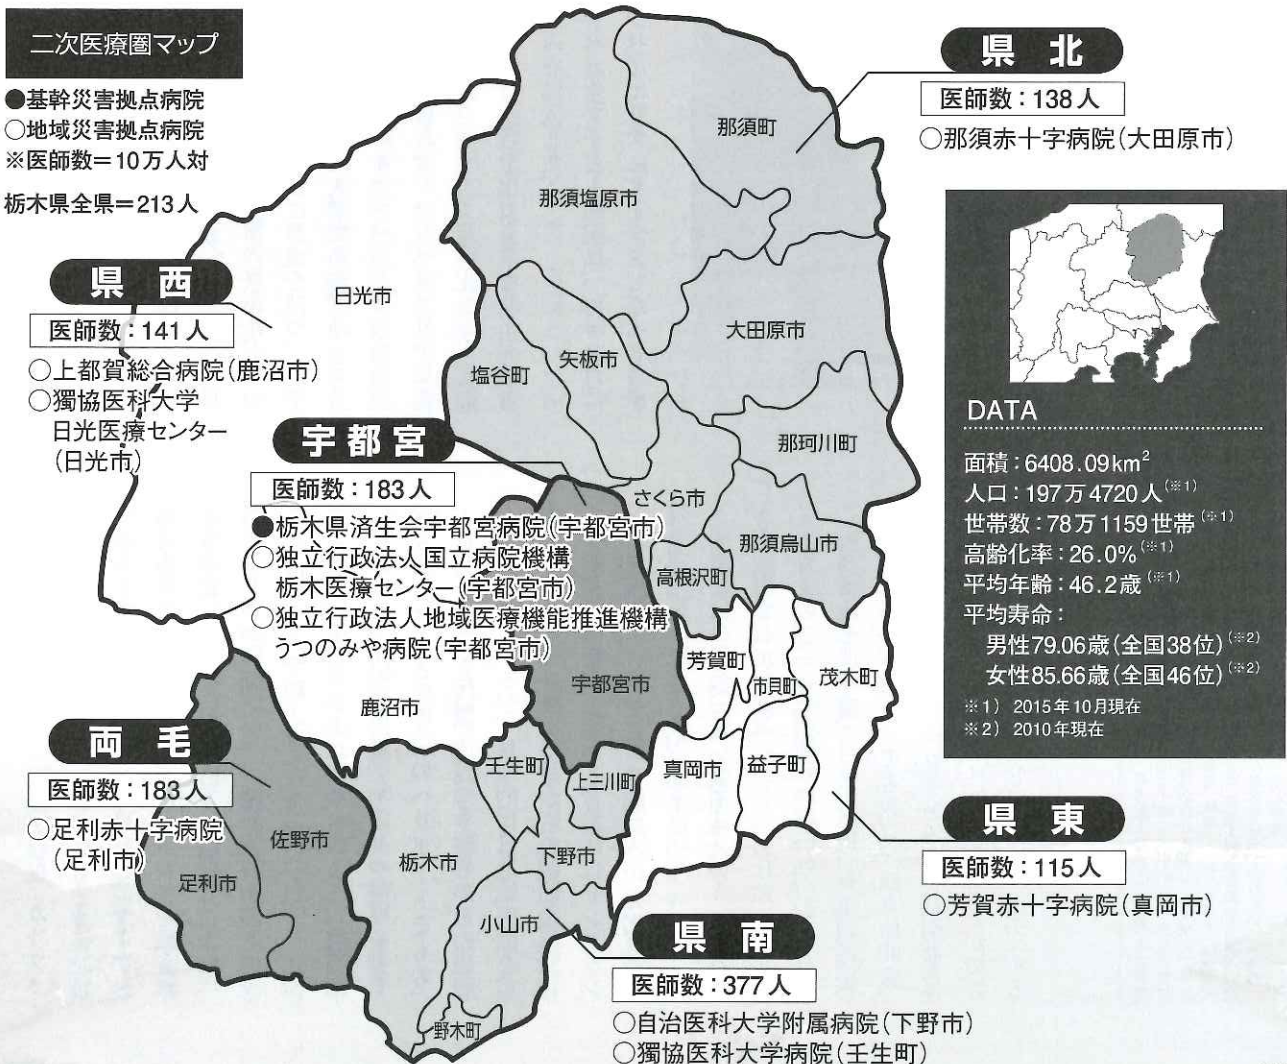 二次医療圏マップ
●基幹災害拠点病院
○地域災害拠点病院
※医師数＝10万人対
栃木県全県＝213人
県北
医師数：138人
○那須赤十字病院（大田原市）
県西
医師数：141人
○上都賀総合病院（鹿沼市）
○獨協医科大学
日光医療センター
（日光市）
宇都宮
医師数：183人
●栃木県済生会宇都宮病院（宇都宮市）
○独立行政法人国立病院機構
栃木医療センター（宇都宮市）
○独立行政法人地域医療機能推進機構
うつのみや病院（宇都宮市）
両毛
医師数：183人
○足利赤十字病院
（足利市）
県東
医師数：115人
○芳賀赤十字病院（真岡市）
県南
医師数：377人
○自治医科大学附属病院（下野市）
○獨協医科大学病院（壬生町）
那須町
那須塩原市
日光市
大田原市
矢板市
塩谷町
那珂川町
さくら市
那須烏山市
高根沢町
芳賀町
市貝町
茂木町
宇都宮市
鹿沼市
壬生町
上三川町
真岡市
益子町
佐野市
足利市
栃木市
下野市
小山市
野木町
DATA
面積：6408.09km²
人口：197万4720人（※1）
世帯数：78万1159世帯（※1）
高齢化率：26.0％（※1）
平均年齢：46.2歳（※1）
平均寿命：
男性79.06歳（全国38位）（※2）
女性85.66歳（全国46位）（※2）
※1） 2015年10月現在
※2） 2010年現在